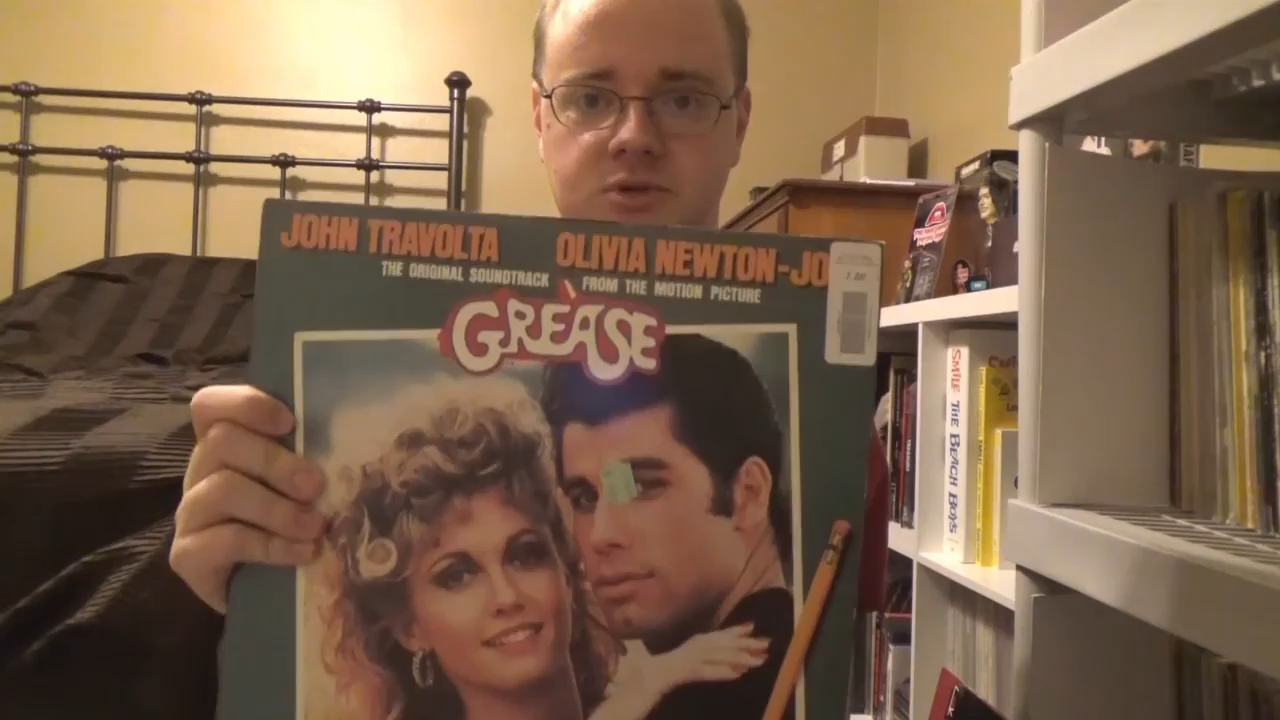 JOHN TRAVOLTA OLIVIA NEWTON-JO
THE ORIGINAL SOUNDTRACK FROM THE MOTION PICTURE
GREASE
SMiLE THE BEACH BOYS